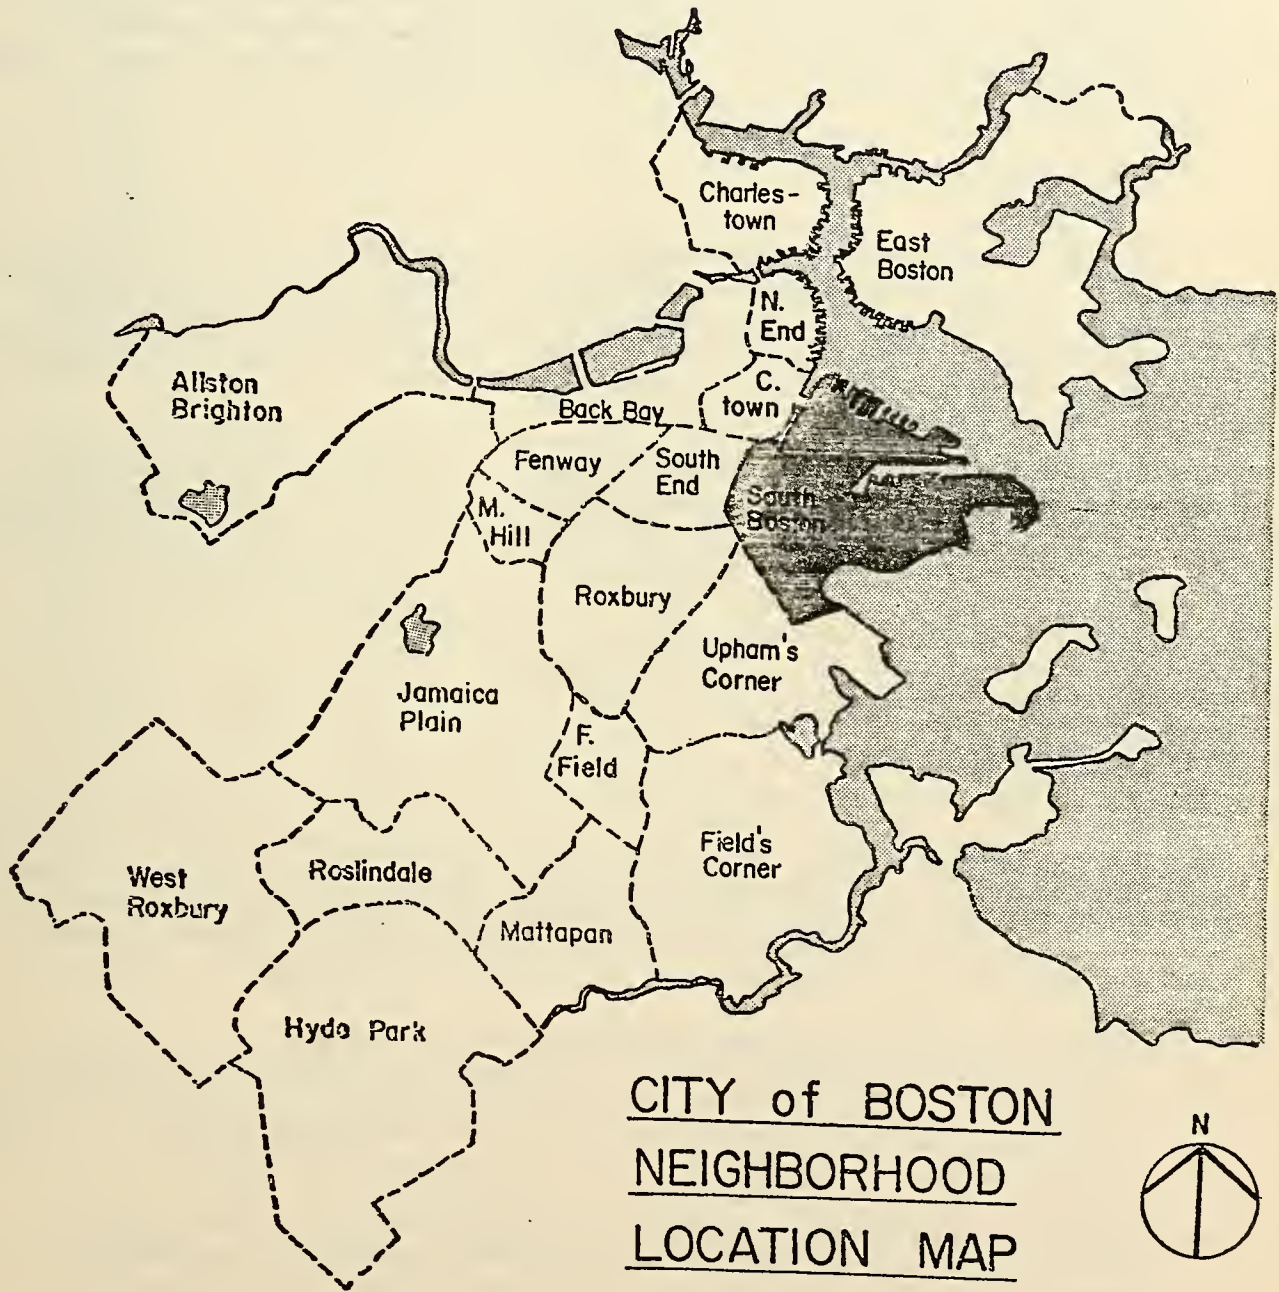 Charles-
town
East
Boston
N.
End
Allston
Brighton
C.
town
Back Bay
Fenway
South
End
South
Boston
M.
Hill
Roxbury
Upham's
Corner
Jamaica
Plain
F.
Field
Field's
Corner
West
Roxbury
Roslindale
Mattapan
Hyde Park
CITY of BOSTON
NEIGHBORHOOD
LOCATION MAP
N